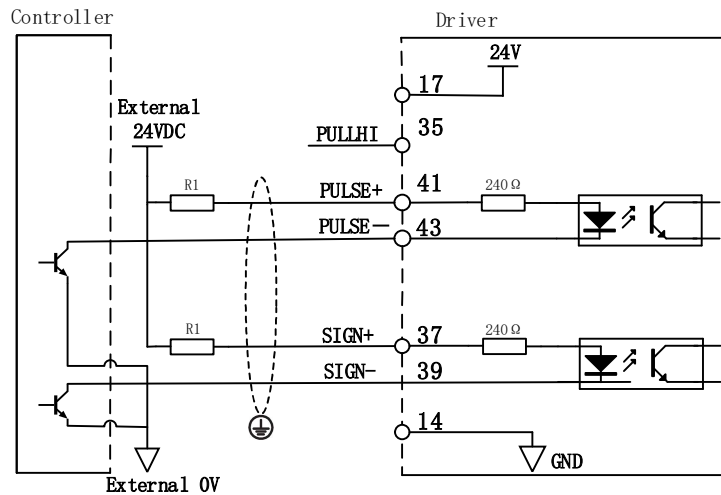 Controller
Driver
24V
17
External
24VDC
35
PULLHI
R1
PULSE+
41
240Ω
PULSE−
43
R1
SIGN+
37
240Ω
SIGN-
39
14
GND
External 0V